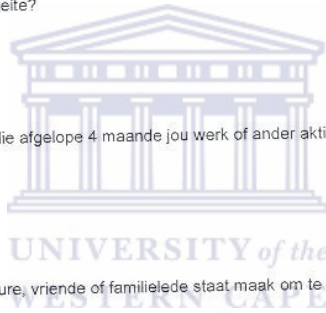 eite?
die afgelope 4 maande jou werk of ander akti
UNIVERSITY of the
ure, vriende of familielede staat maak om te
WESTERN CAPE